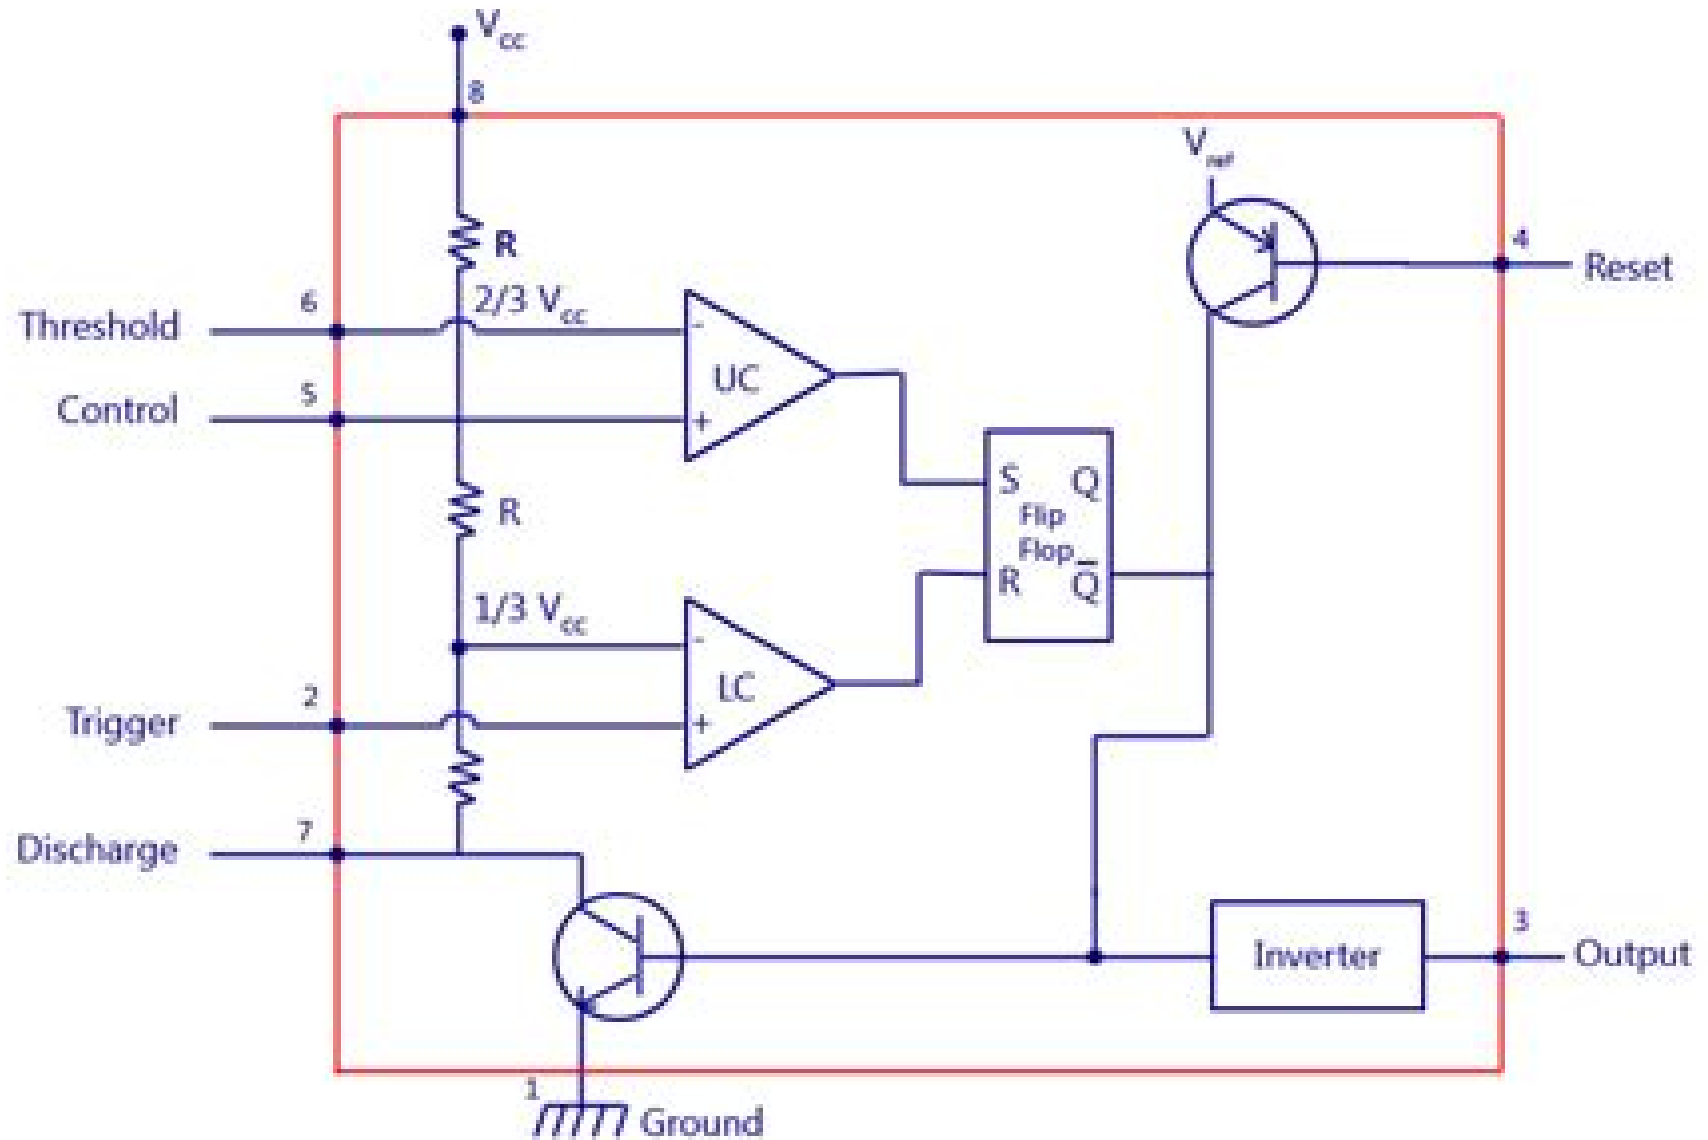 Vcc
8
Vref
4
Reset
R
6
2/3 Vcc
Threshold
-
UC
5
Control
+
S Q
R
Flip
Flop
R Q̅
1/3 Vcc
-
LC
2
Trigger
+
7
Discharge
3
Inverter
Output
1
Ground